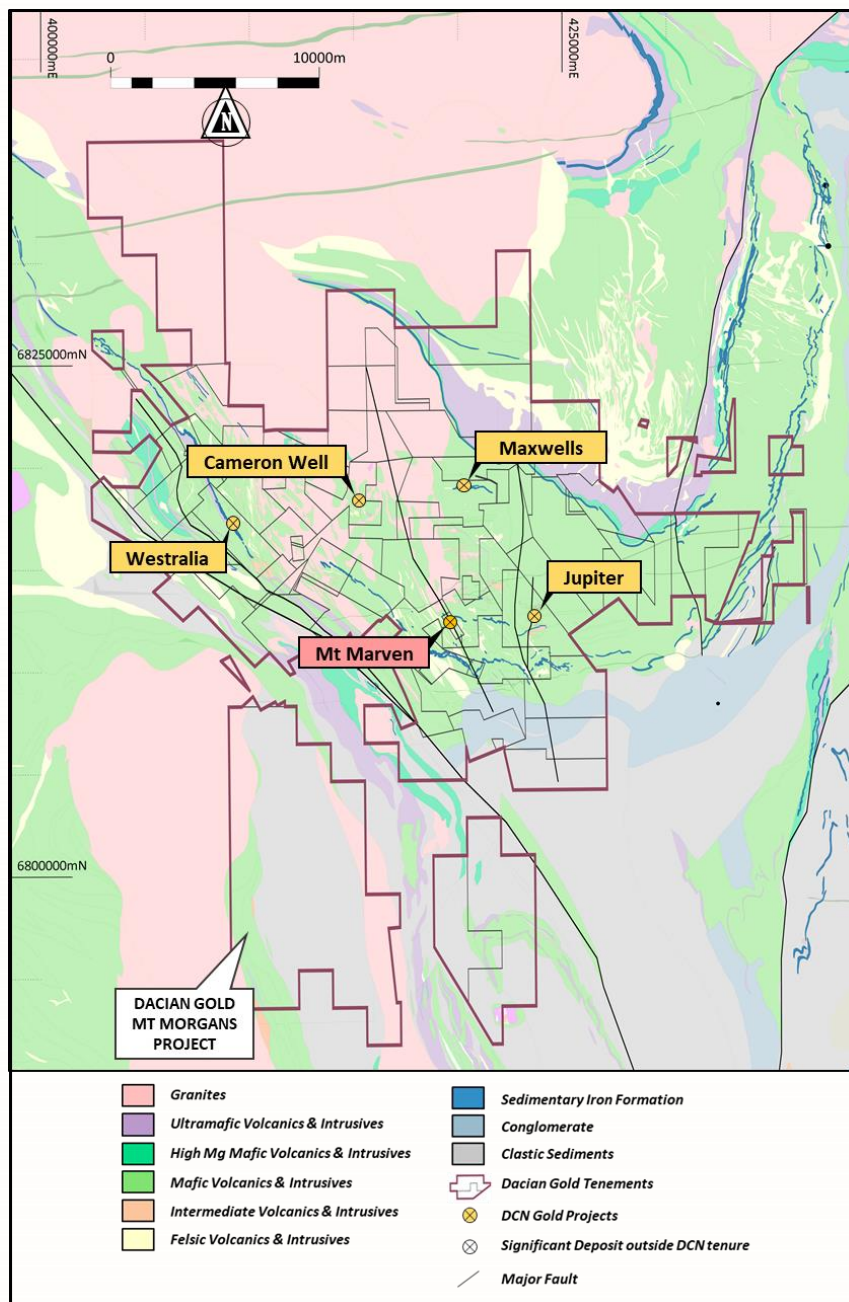 400000mE
425000mE
0
10000m
N
6825000mN
Cameron Well
Maxwells
Westralia
Jupiter
Mt Marven
6800000mN
DACIAN GOLD
MT MORGANS
PROJECT
Granites
Ultramafic Volcanics & Intrusives
High Mg Mafic Volcanics & Intrusives
Mafic Volcanics & Intrusives
Intermediate Volcanics & Intrusives
Felsic Volcanics & Intrusives
Sedimentary Iron Formation
Conglomerate
Clastic Sediments
Dacian Gold Tenements
DCN Gold Projects
Significant Deposit outside DCN tenure
Major Fault